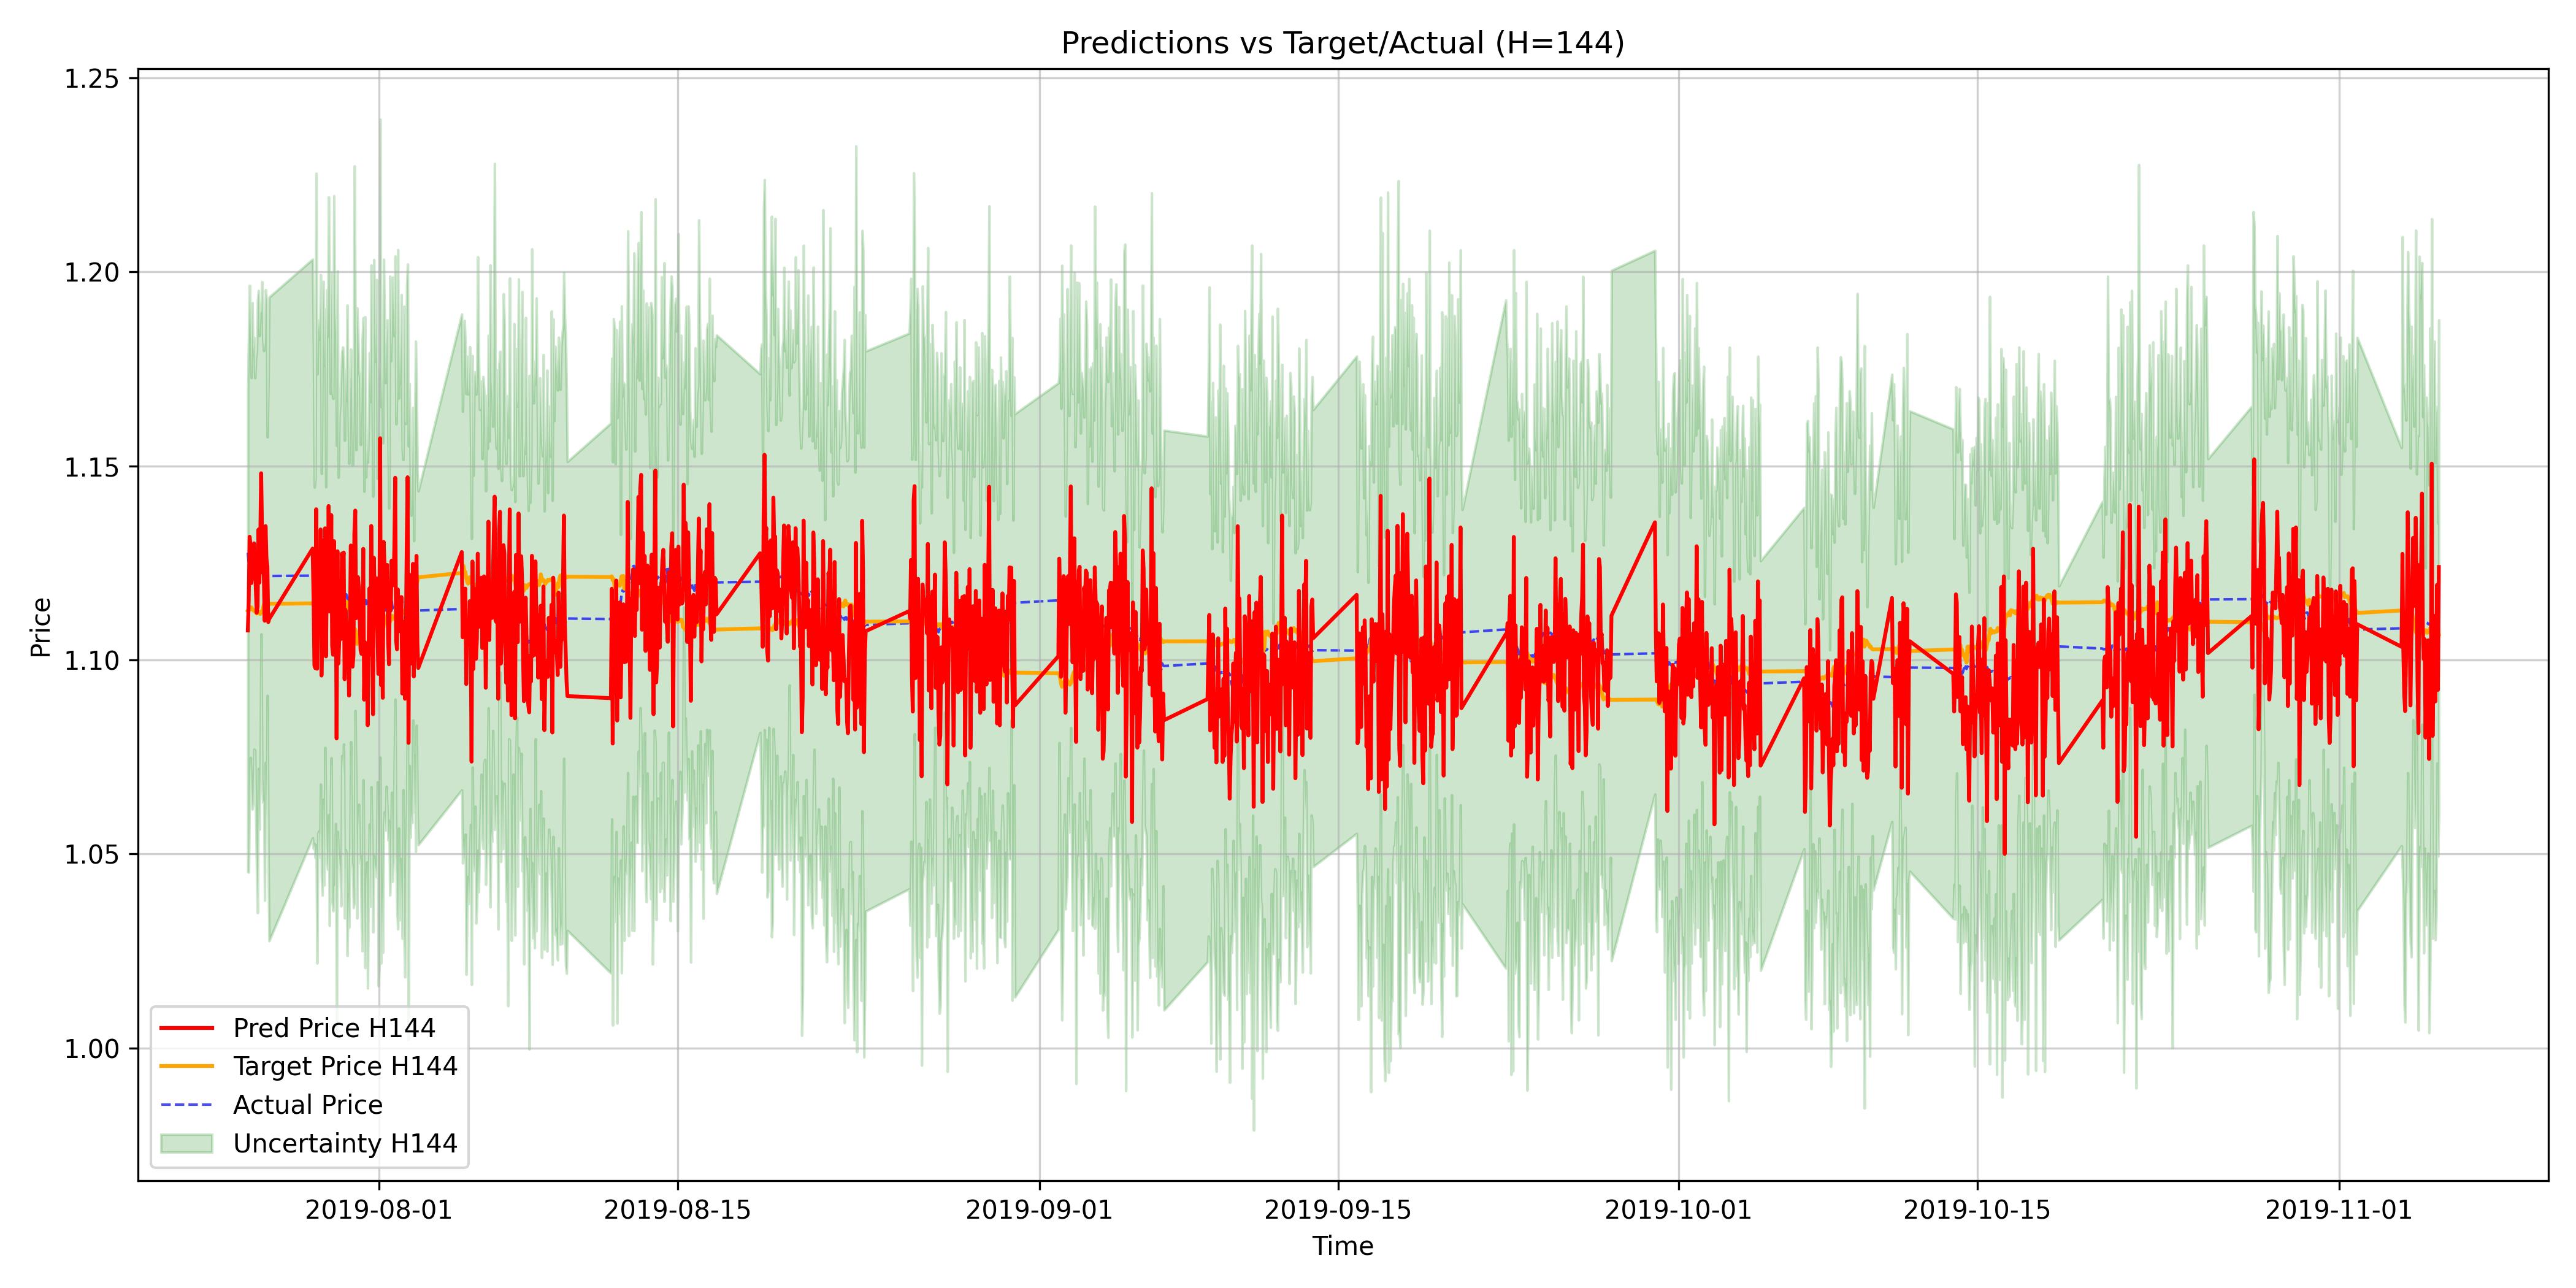 Predictions vs Target/Actual (H=144)
1.25
1.20
1.15
1.10
1.05
1.00
Price
Pred Price H144
Target Price H144
Actual Price
Uncertainty H144
2019-08-01
2019-08-15
2019-09-01
2019-09-15
2019-10-01
2019-10-15
2019-11-01
Time